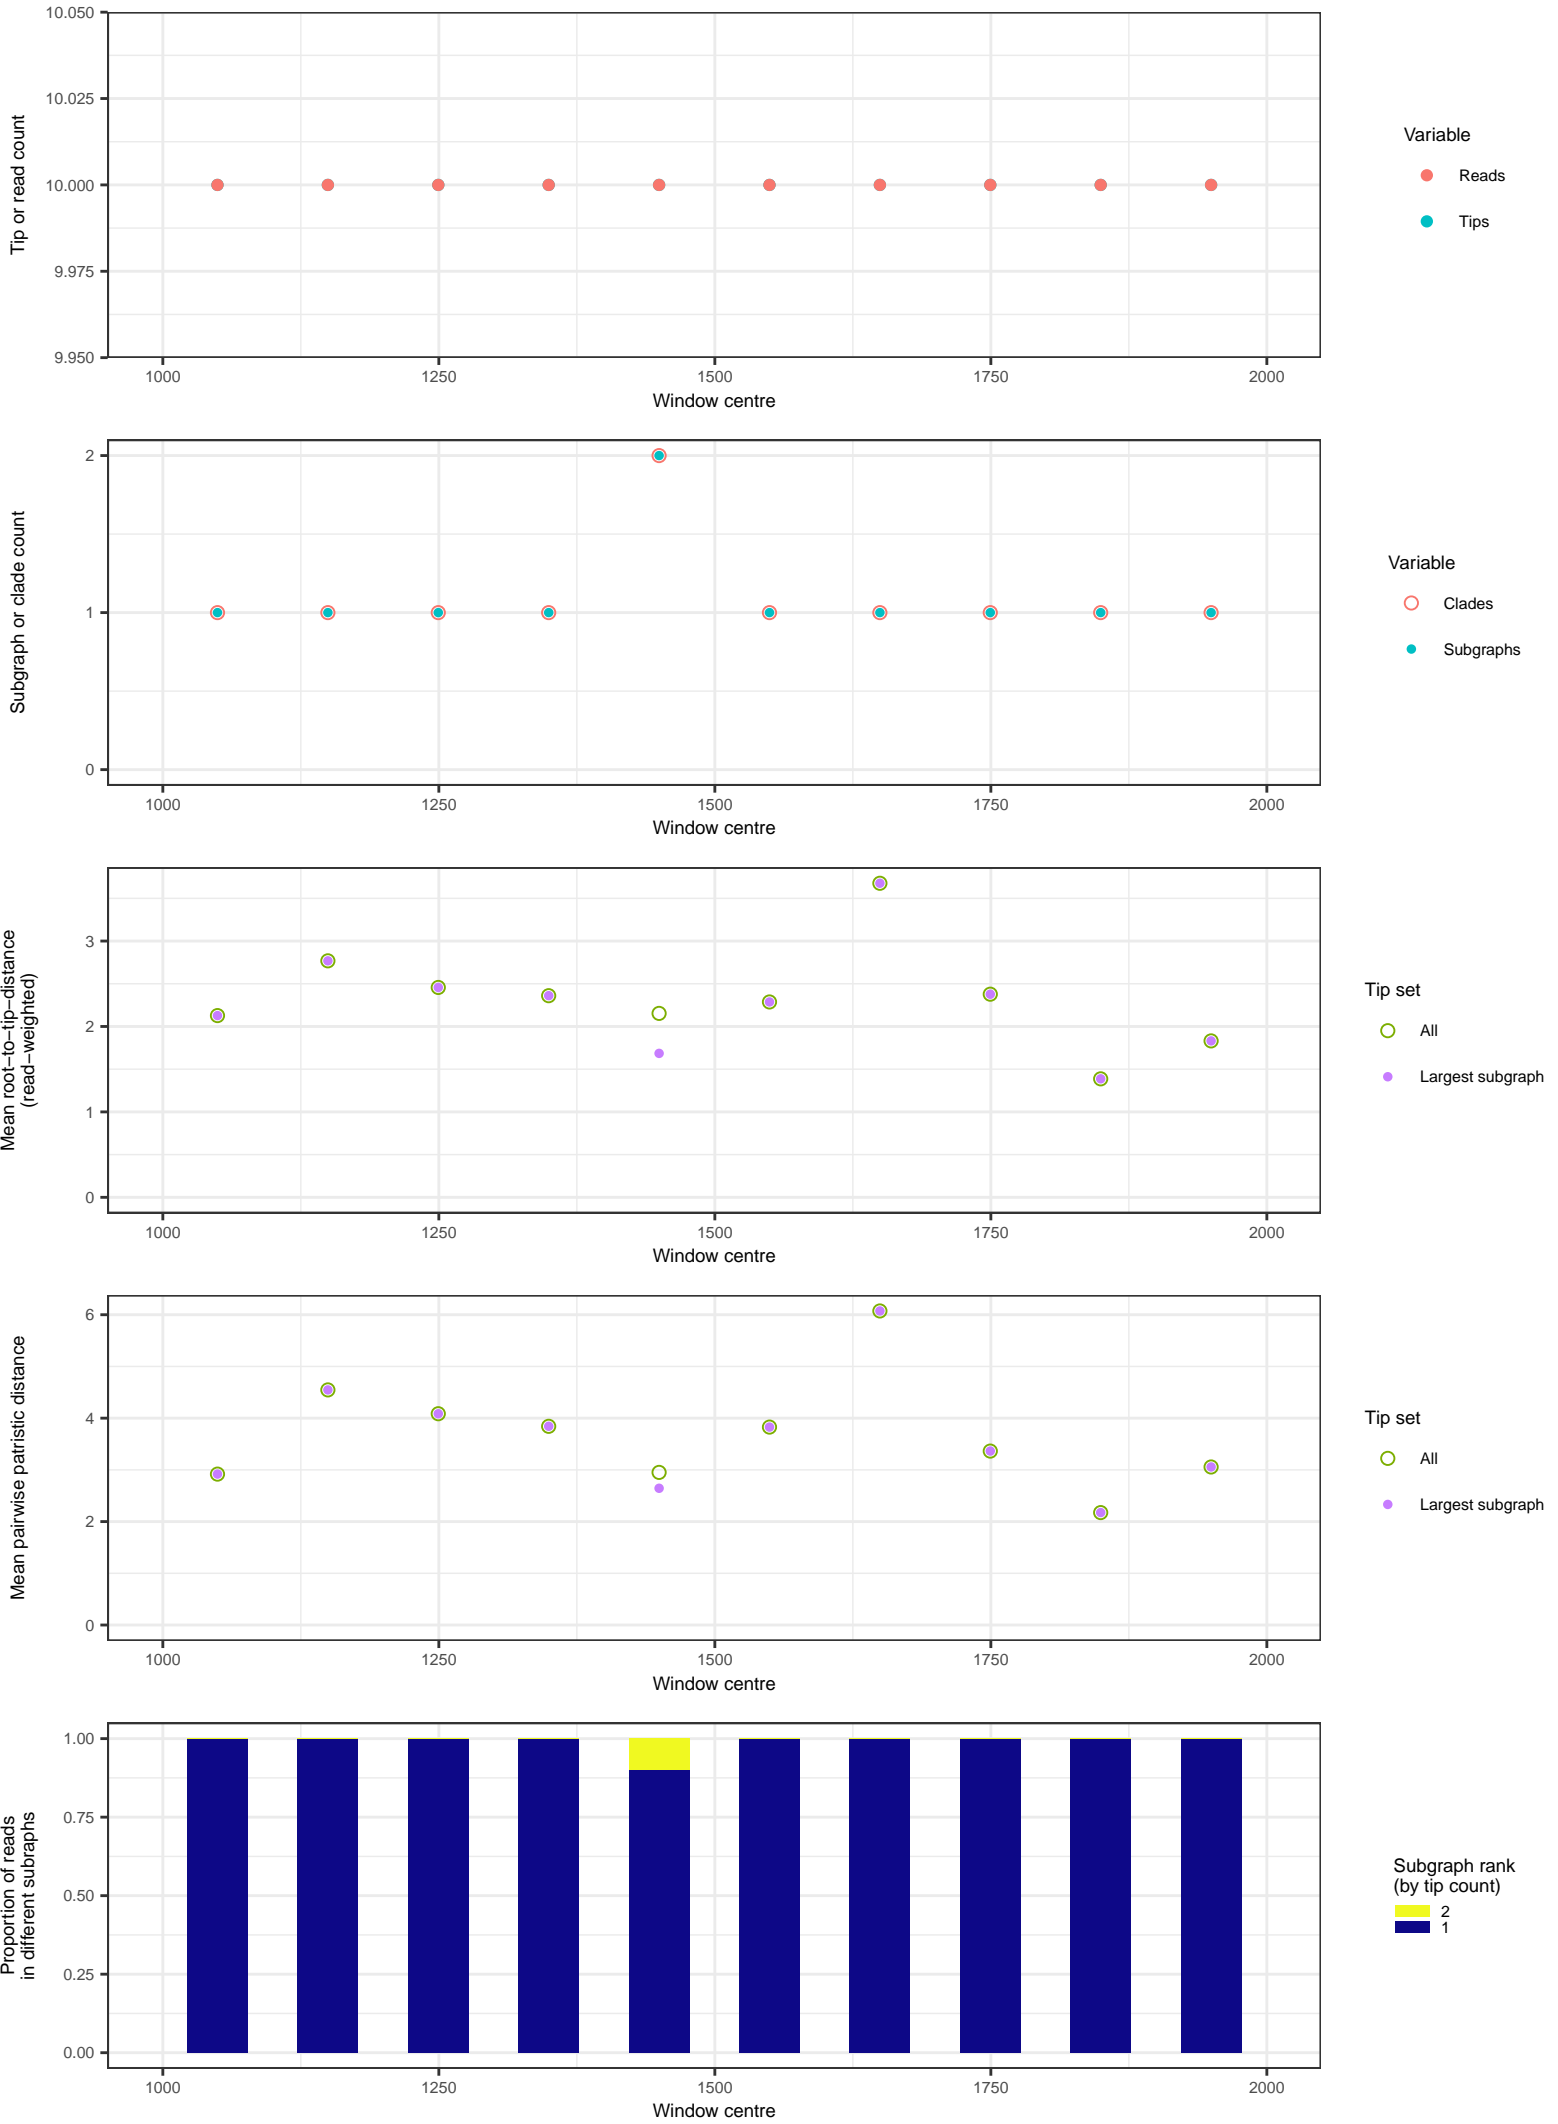 10.050
10.025
10.000
9.975
9.950
Tip or read count
1000 1250 1500 1750 2000
Window centre
Variable
Reads
Tips
2
1
0
Subgraph or clade count
1000 1250 1500 1750 2000
Window centre
Variable
Clades
Subgraphs
3
2
1
0
Mean root−to−tip−distance
(read−weighted)
1000 1250 1500 1750 2000
Window centre
Tip set
All
Largest subgraph
6
4
2
0
Mean pairwise patristic distance
1000 1250 1500 1750 2000
Window centre
Tip set
All
Largest subgraph
1.00
0.75
0.50
0.25
0.00
Proportion of reads
in different subraphs
1000 1250 1500 1750 2000
Window centre
Subgraph rank
(by tip count)
2
1